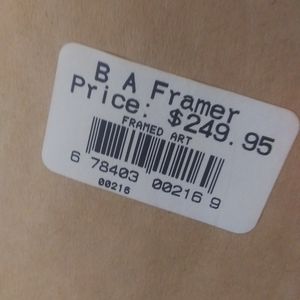 B A Framer
Price: $249.95
FRAMED ART
6 78403 00216 9
00216